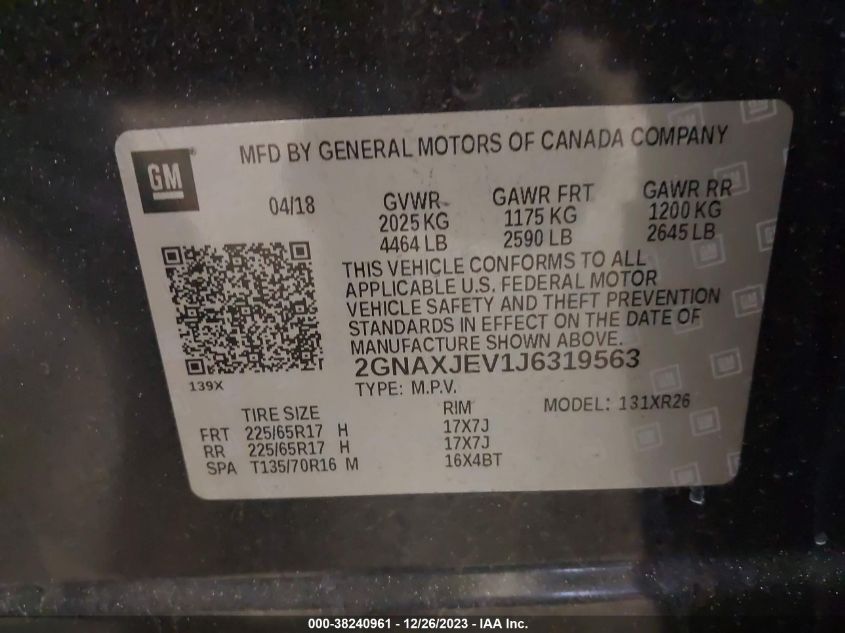 GM
MFD BY GENERAL MOTORS OF CANADA COMPANY
04/18
GVWR
2025 KG
4464 LB
GAWR FRT
1175 KG
2590 LB
GAWR RR
1200 KG
2645 LB
THIS VEHICLE CONFORMS TO ALL
APPLICABLE U.S. FEDERAL MOTOR
VEHICLE SAFETY AND THEFT PREVENTION
STANDARDS IN EFFECT ON THE DATE OF
MANUFACTURE SHOWN ABOVE.
2GNAXJEV1J6319563
139X
TYPE: M.P.V.
MODEL: 131XR26
TIRE SIZE RIM
FRT 225/65R17 H 17X7J
RR 225/65R17 H 17X7J
SPA T135/70R16 M 16X4BT
000-38240961 - 12/26/2023 - IAA Inc.